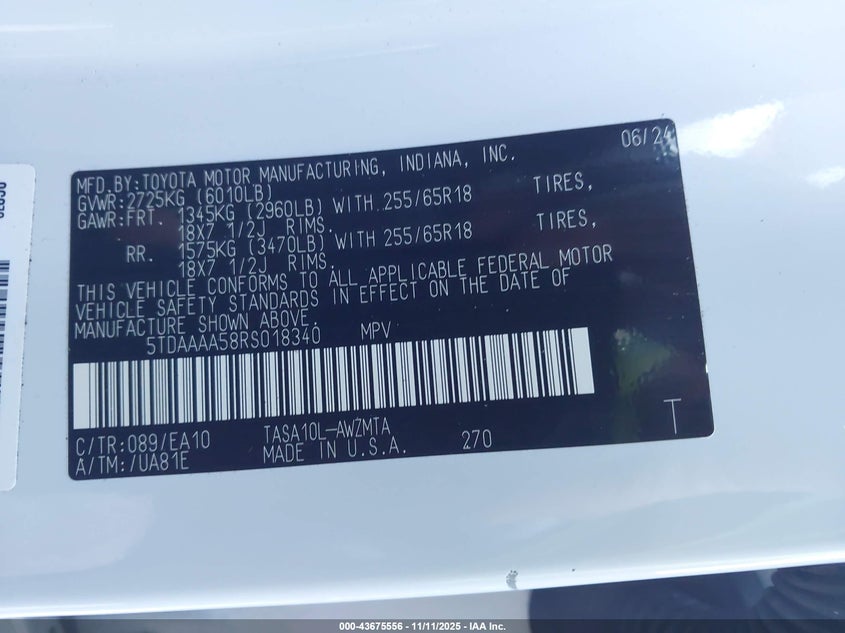 06/24
MFD.BY:TOYOTA MOTOR MANUFACTURING, INDIANA, INC.
GVWR:2725KG (6010LB)
GAWR:FRT. 1345KG (2960LB) WITH 255/65R18 TIRES,
18X7 1/2J RIMS.
RR. 1575KG (3470LB) WITH 255/65R18 TIRES,
18X7 1/2J RIMS.
THIS VEHICLE CONFORMS TO ALL APPLICABLE FEDERAL MOTOR
VEHICLE SAFETY STANDARDS IN EFFECT ON THE DATE OF
MANUFACTURE SHOWN ABOVE.
5TDAAAA58RS018340 MPV
C/TR:089/EA10 TASA10L-AWZMTA
A/TM:/UA81E MADE IN U.S.A. 270
T
000-43675556 - 11/11/2025 - IAA Inc.